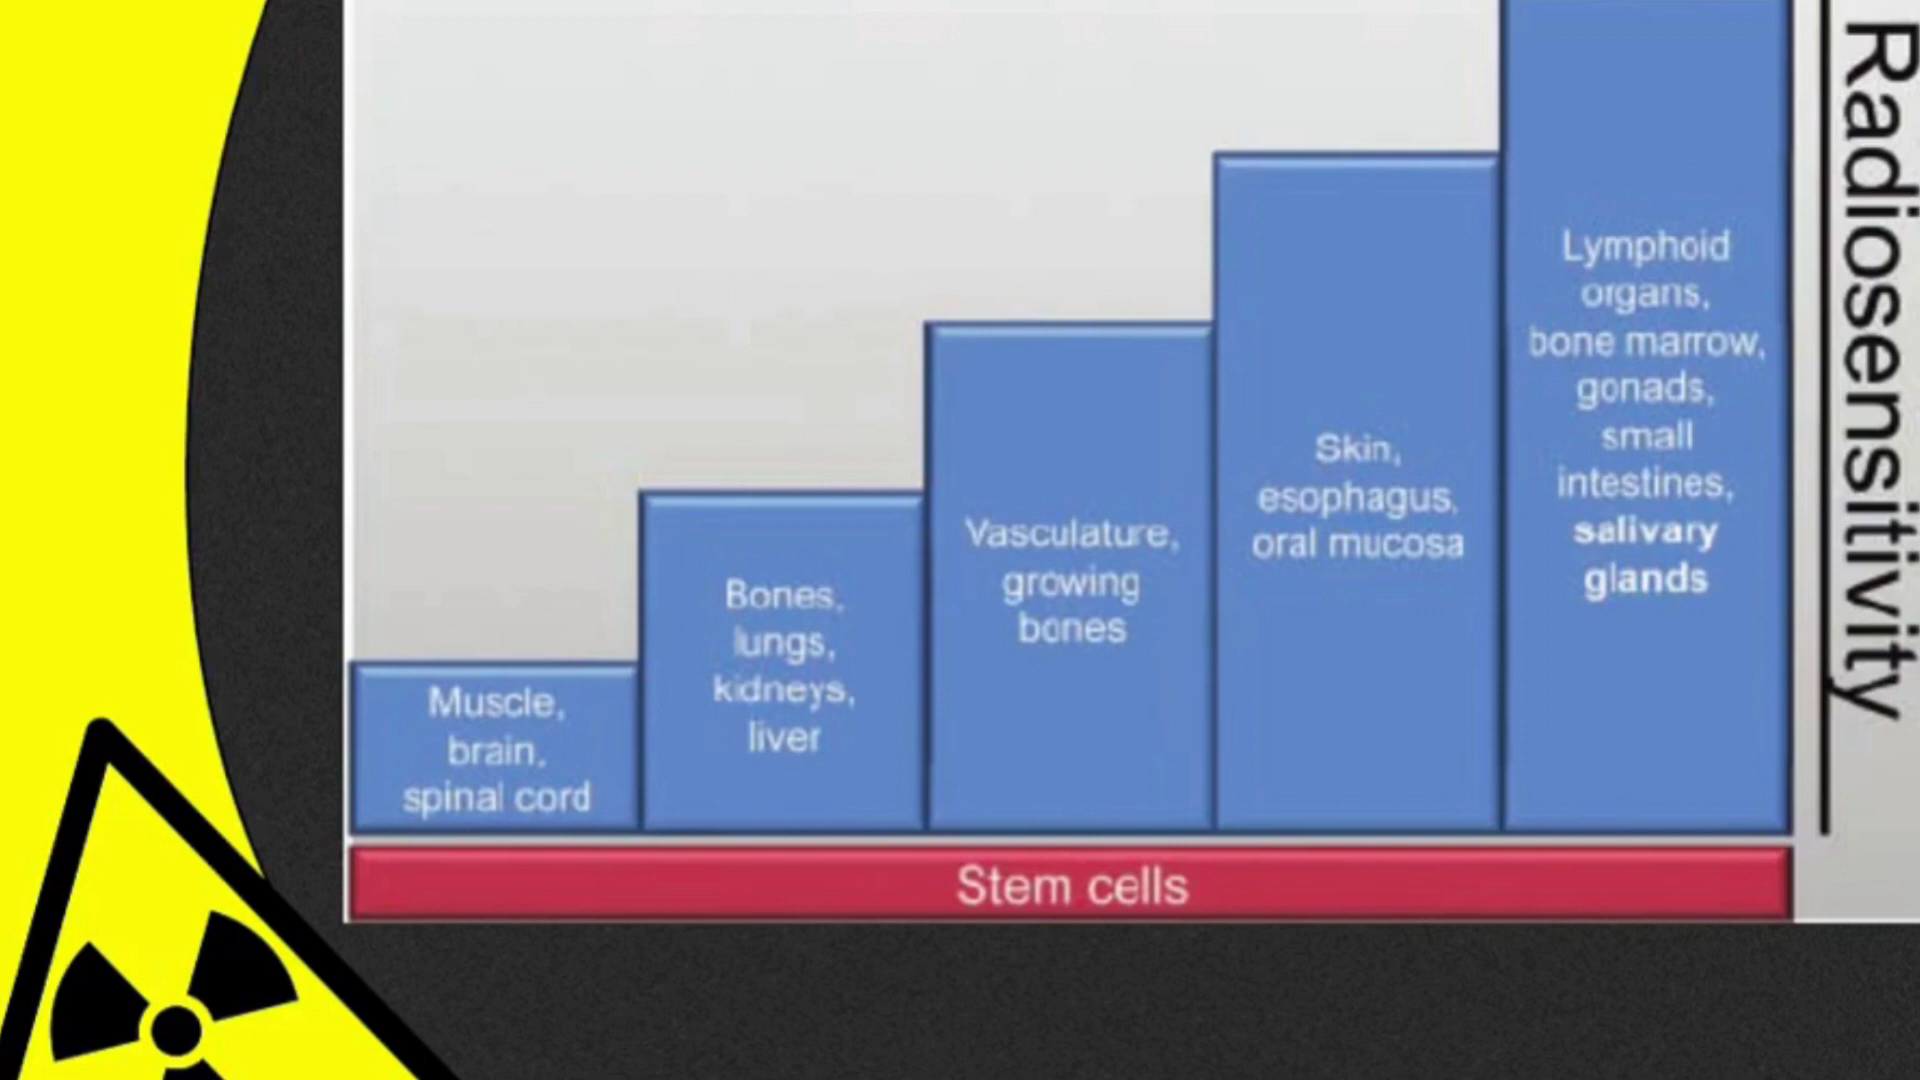 Muscle,
brain,
spinal cord
Bones,
lungs,
kidneys,
liver
Vasculature,
growing
bones
Skin,
esophagus,
oral mucosa
Lymphoid
organs,
bone marrow,
gonads,
small
intestines,
salivary
glands
Radiosensitivity
Stem cells